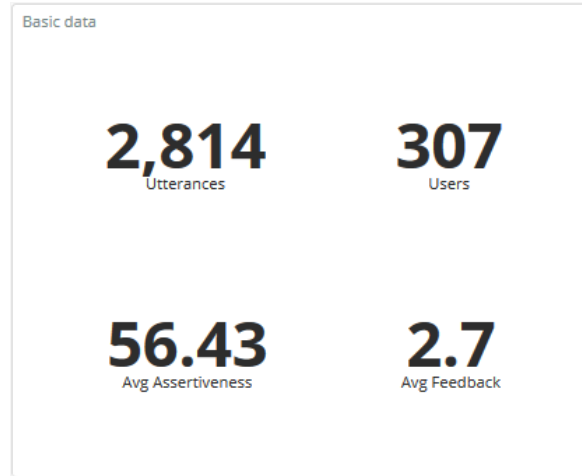 Basic data
2,814 307
Utterances Users
56.43 2.7
Avg Assertiveness Avg Feedback